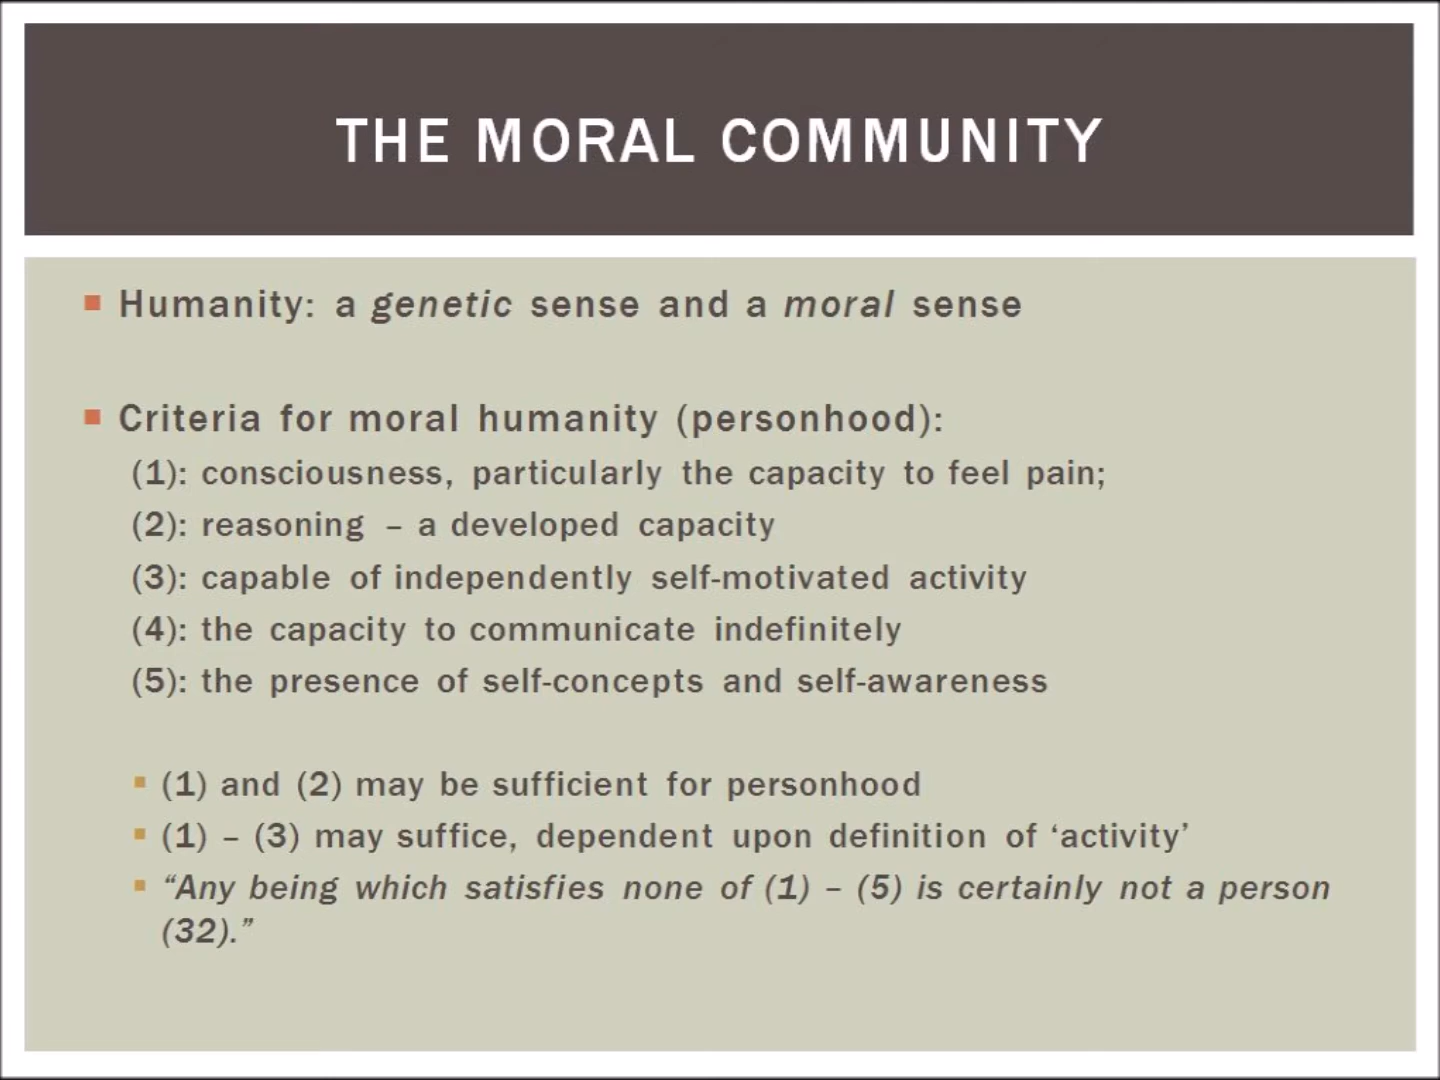 THE MORAL COMMUNITY
Humanity: a genetic sense and a moral sense
Criteria for moral humanity (personhood):
(1): consciousness, particularly the capacity to feel pain;
(2): reasoning – a developed capacity
(3): capable of independently self-motivated activity
(4): the capacity to communicate indefinitely
(5): the presence of self-concepts and self-awareness
(1) and (2) may be sufficient for personhood
(1) – (3) may suffice, dependent upon definition of ‘activity’
“Any being which satisfies none of (1) – (5) is certainly not a person
(32).”